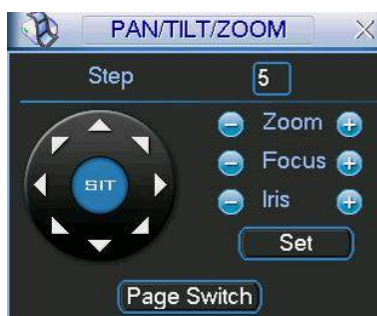 PAN/TILT/ZOOM
Step 5
Zoom
SIT
Focus
Iris
Set
Page Switch